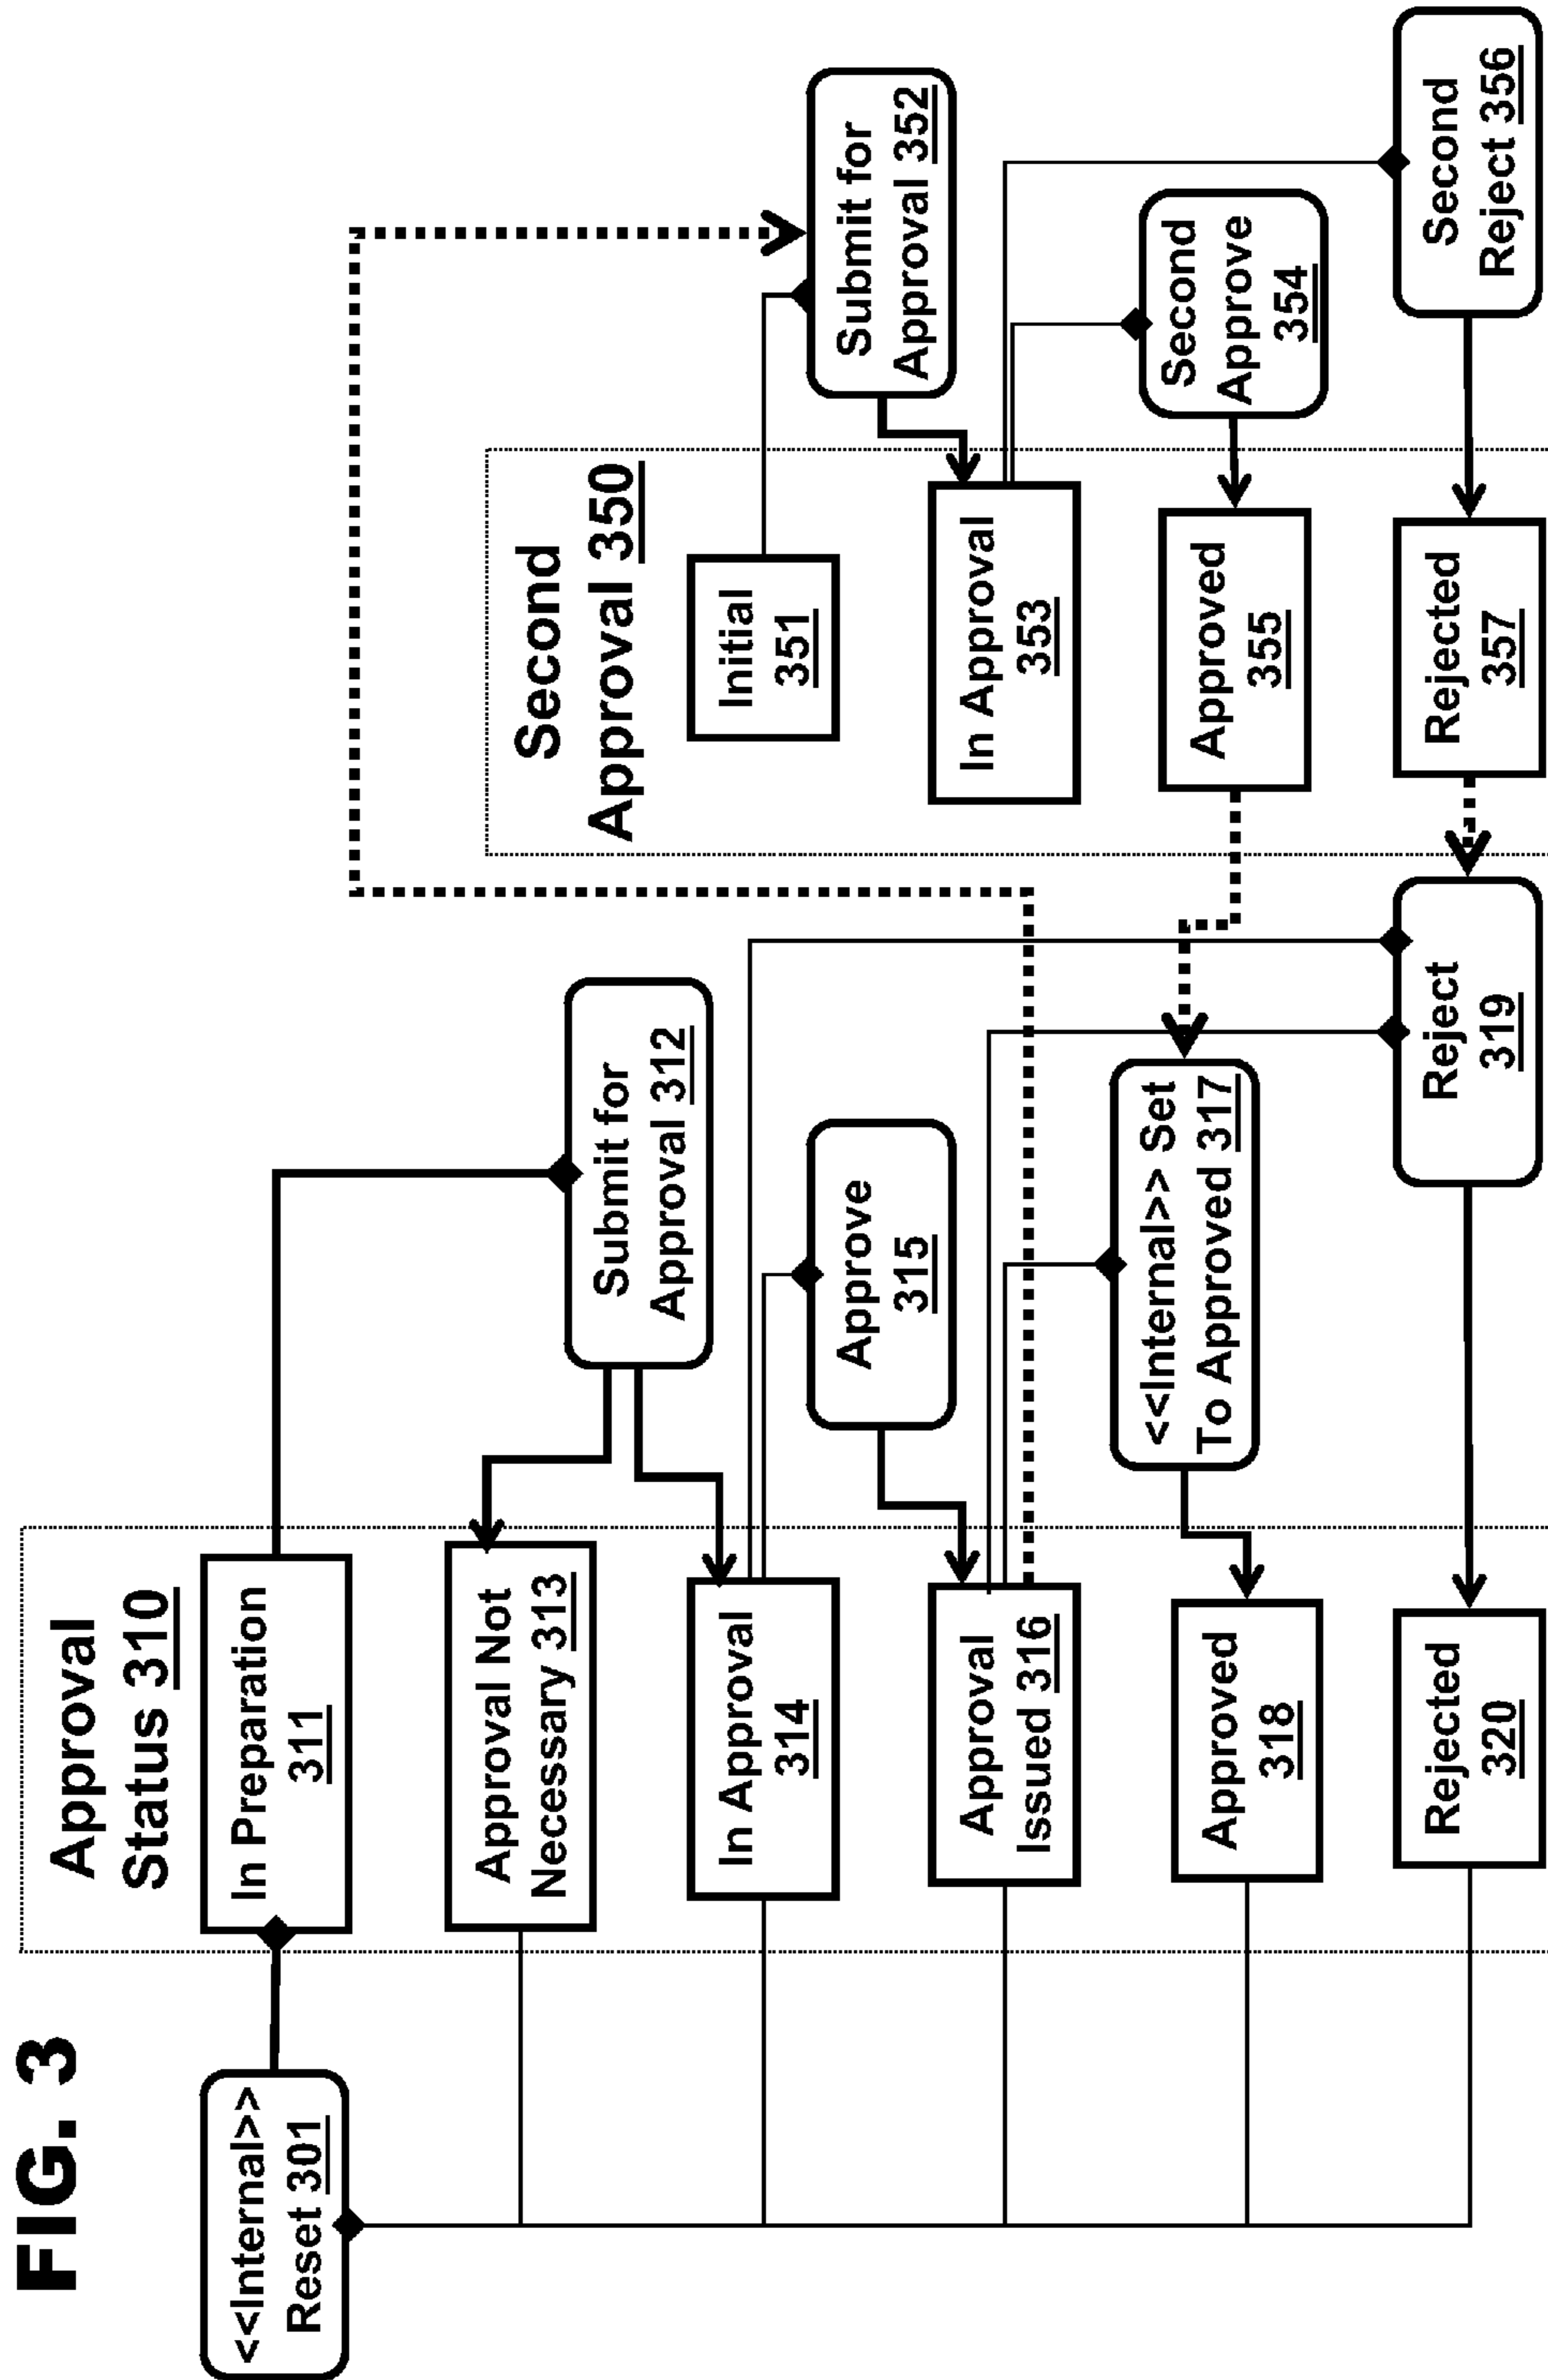 FIG. 3
<<Internal>>
Reset 301
Approval
Status 310
In Preparation
311
Approval Not
Necessary 313
In Approval
314
Approval
Issued 316
Approved
318
Rejected
320
Submit for
Approval 312
Approve
315
<<Internal>> Set
To Approved 317
Reject
319
Second
Approval 350
Initial
351
In Approval
353
Approved
355
Rejected
357
Submit for
Approval 352
Second
Approve
354
Second
Reject 356